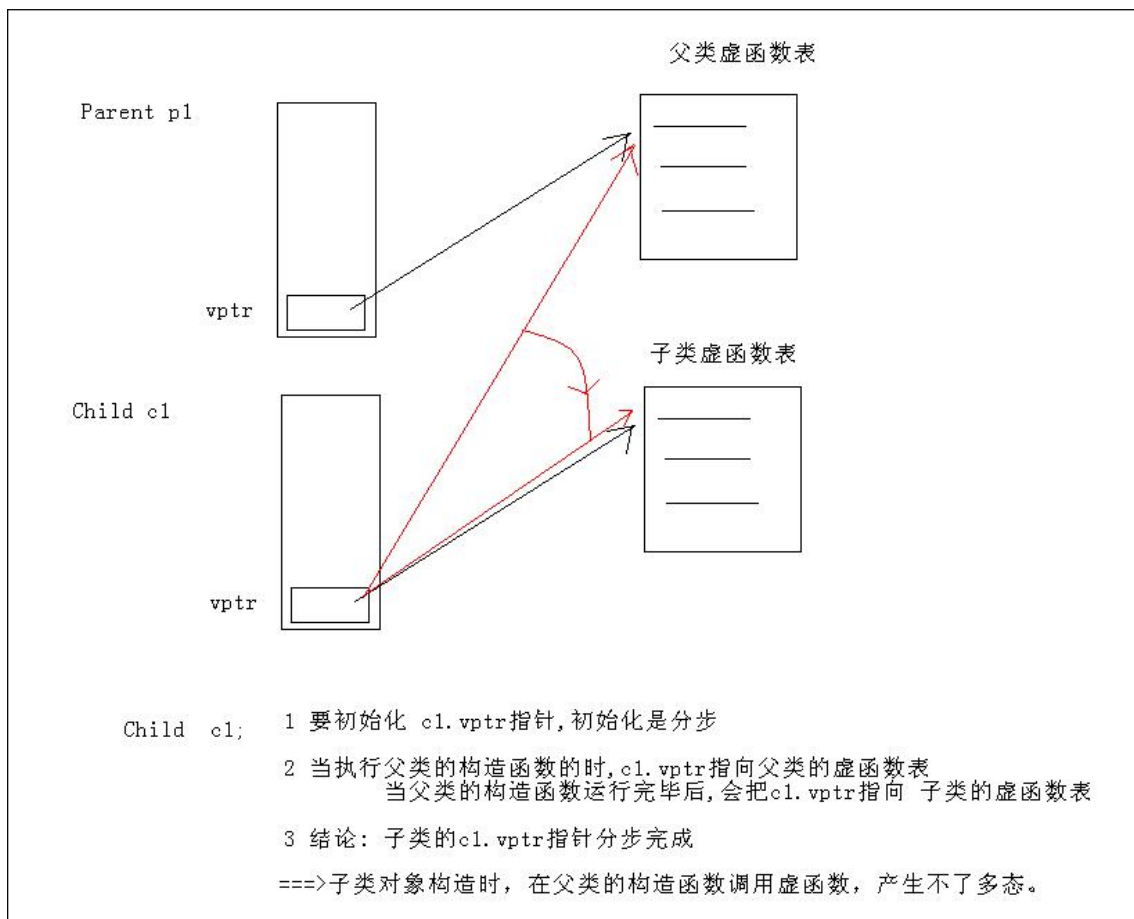 父类虚函数表
Parent p1
vptr
子类虚函数表
Child c1
vptr
Child c1;
1 要初始化 c1.vptr指针,初始化是分步
2 当执行父类的构造函数的时,c1.vptr指向父类的虚函数表
当父类的构造函数运行完毕后,会把c1.vptr指向 子类的虚函数表
3 结论: 子类的c1.vptr指针分步完成
===>子类对象构造时，在父类的构造函数调用虚函数，产生不了多态。